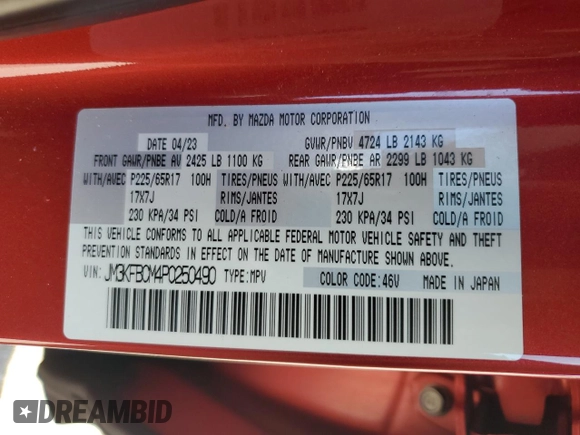 MFD. BY MAZDA MOTOR CORPORATION
DATE 04/23 GVWR/PNBV 4724 LB 2143 KG
FRONT GAWR/PNBE AV 2425 LB 1100 KG REAR GAWR/PNBE AR 2299 LB 1043 KG
WITH/AVEC P225/65R17 100H TIRES/PNEUS WITH/AVEC P225/65R17 100H TIRES/PNEUS
17X7J RIMS/JANTES 17X7J RIMS/JANTES
230 KPA/34 PSI COLD/A FROID 230 KPA/34 PSI COLD/A FROID
THIS VEHICLE CONFORMS TO ALL APPLICABLE FEDERAL MOTOR VEHICLE SAFETY AND THEFT
PREVENTION STANDARDS IN EFFECT ON THE DATE OF MANUFACTURE SHOWN ABOVE.
VIN: JM3KFBCM4P0250490 TYPE: MPV COLOR CODE: 46V MADE IN JAPAN
DREAMBID